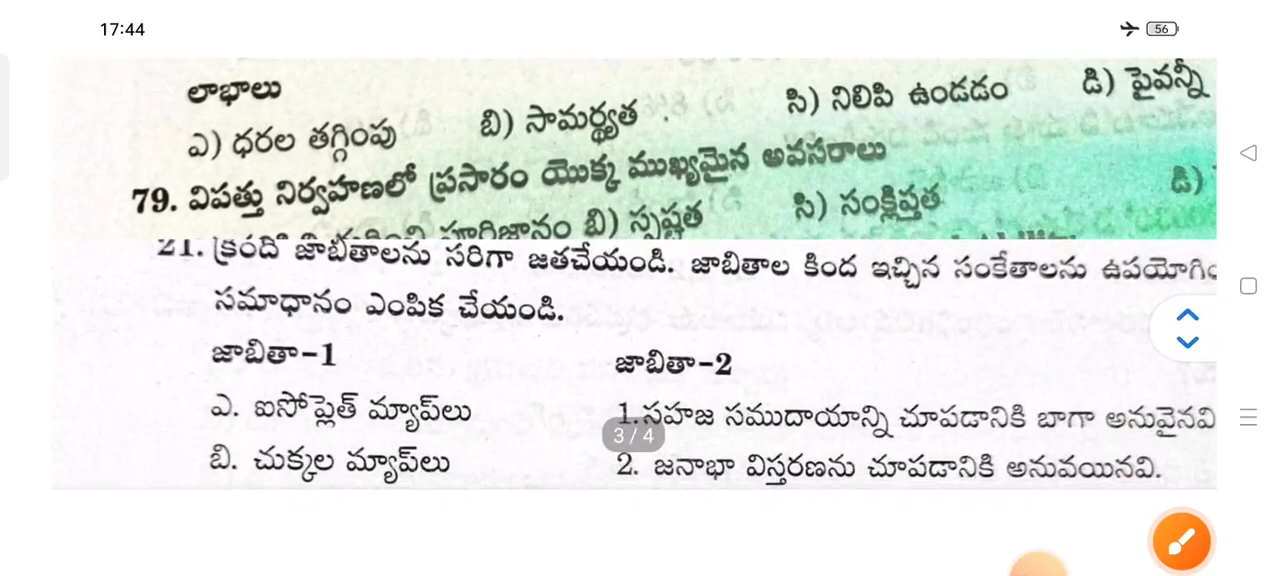 17:44
56
లాభాలు
ఎ) ధరల తగ్గింపు బి) సామర్థ్యత సి) నిలిపి ఉండడం డి) పైవన్నీ
79. విపత్తు నిర్వహణలో ప్రసారం యొక్క ముఖ్యమైన అవసరాలు
బి) స్పష్టత సి) సంక్షిప్తత డి)
21. క్రింది జాబితాలను సరిగా జతచేయండి. జాబితాల కింద ఇచ్చిన సంకేతాలను
సమాధానం ఎంపిక చేయండి.
జాబితా-1 జాబితా-2
ఎ. ఐసోప్లెత్ మ్యాప్‌లు 1.సహజ సముదాయాన్ని చూపడానికి బాగా అనువైనవి
3 / 4
బి. చుక్కల మ్యాప్‌లు 2. జనాభా విస్తరణను చూపడానికి అనువయినవి.